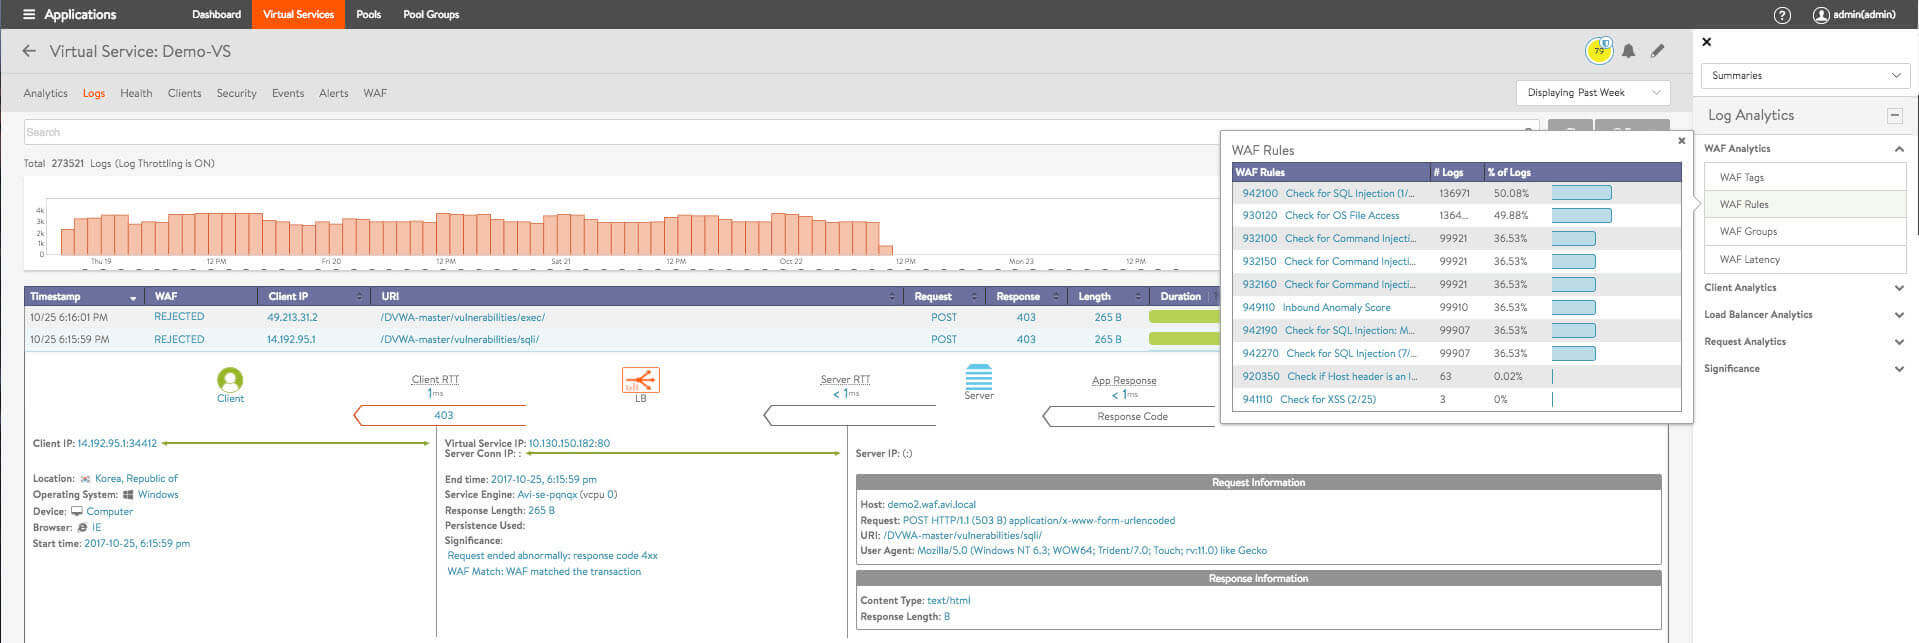 Applications Dashboard Virtual Services Pools Pool Groups ? admin(admin)
Virtual Service: Demo-VS 79
Analytics Logs Health Clients Security Events Alerts WAF Displaying Past Week
Search
Total 273521 Logs (Log Throttling is ON)
4k
3k
2k
1k
0
Thu 19 12 PM Fri 20 12 PM Sat 21 12 PM Oct 22 12 PM Mon 23 12 PM
Timestamp WAF Client IP URI Request Response Length Duration
10/25 6:16:01 PM REJECTED 49.213.31.2 /DVWA-master/vulnerabilities/exec/ POST 403 265 B
10/25 6:15:59 PM REJECTED 14.192.95.1 /DVWA-master/vulnerabilities/sqli/ POST 403 265 B
Client
Client RTT
1ms
403
LB
Server RTT
< 1ms
Server
App Response
< 1ms
Response Code
Client IP: 14.192.95.1:34412
Location: Korea, Republic of
Operating System: Windows
Device: Computer
Browser: IE
Start time: 2017-10-25, 6:15:59 pm
Virtual Service IP: 10.130.150.182:80
Server Conn IP: :
End time: 2017-10-25, 6:15:59 pm
Service Engine: Avi-se-pqnqx (vcpu 0)
Response Length: 265 B
Persistence Used:
Significance:
Request ended abnormally: response code 4xx
WAF Match: WAF matched the transaction
Server IP: (:)
Request Information
Host: demo2.waf.avi.local
Request: POST HTTP/1.1 (503 B) application/x-www-form-urlencoded
URI: /DVWA-master/vulnerabilities/sqli/
User Agent: Mozilla/5.0 (Windows NT 6.3; WOW64; Trident/7.0; Touch; rv:11.0) like Gecko
Response Information
Content Type: text/html
Response Length: B
WAF Rules
WAF Rules # Logs % of Logs
942100 Check for SQL Injection (1/... 136971 50.08%
930120 Check for OS File Access 1364... 49.88%
932100 Check for Command Injecti... 99921 36.53%
932150 Check for Command Injecti... 99921 36.53%
932160 Check for Command Injecti... 99921 36.53%
949110 Inbound Anomaly Score 99910 36.53%
942190 Check for SQL Injection: M... 99907 36.53%
942270 Check for SQL Injection (7/... 99907 36.53%
920350 Check if Host header is an I... 63 0.02%
941110 Check for XSS (2/25) 3 0%
Summaries
Log Analytics
WAF Analytics
WAF Tags
WAF Rules
WAF Groups
WAF Latency
Client Analytics
Load Balancer Analytics
Request Analytics
Significance